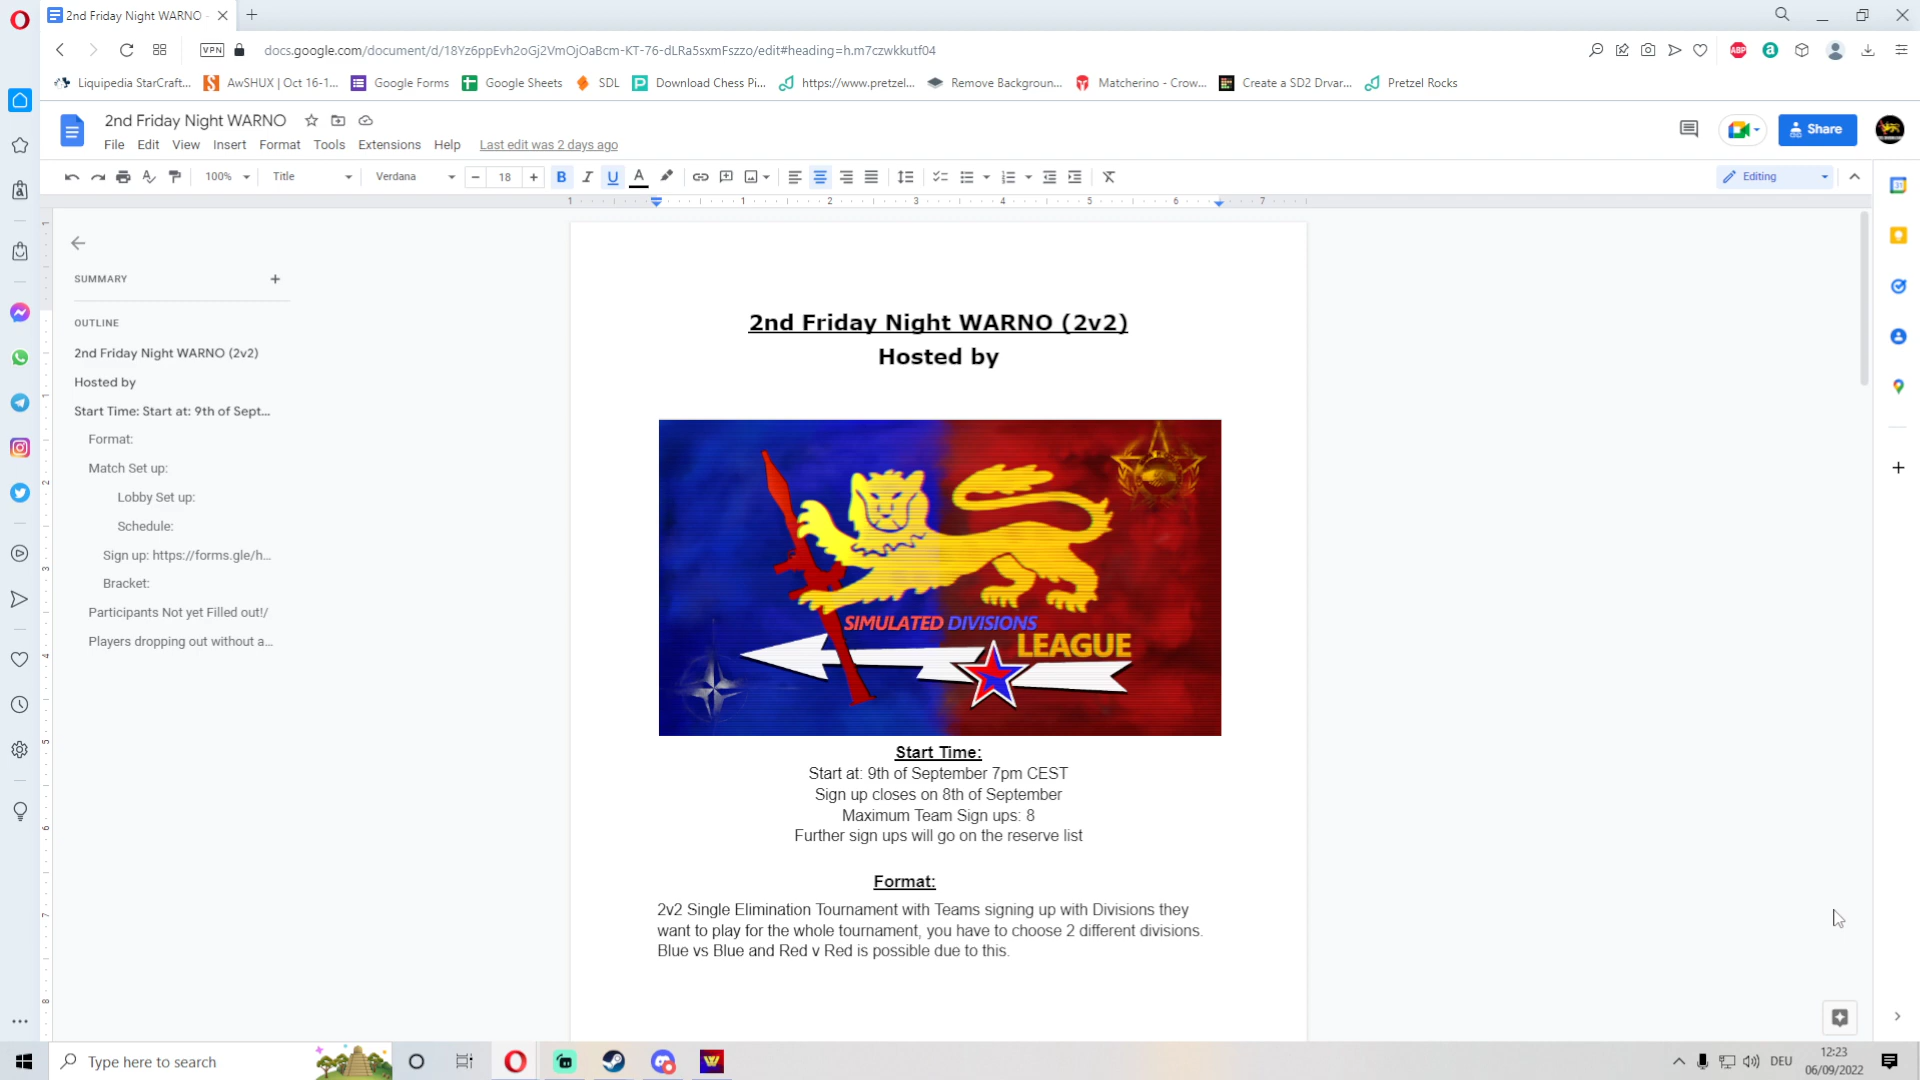 2nd Friday Night WARNO -
VPN
docs.google.com/document/d/18Yz6ppEvh2oGj2VmOjOaBcm-KT-76-dLRa5sxmFszzo/edit#heading=h.m7czwkkutf04
ABP
a
Liquipedia StarCraft...
AwSHUX | Oct 16-1...
Google Forms
Google Sheets
SDL
Download Chess Pi...
https://www.pretzel...
Remove Backgroun...
Matcherino - Crow...
Create a SD2 Drvar...
Pretzel Rocks
2nd Friday Night WARNO
Share
File Edit View Insert Format Tools Extensions Help Last edit was 2 days ago
100% Title Verdana 18 B I U A Editing
1 1 2 3 4 5 6 7
SUMMARY
OUTLINE
2nd Friday Night WARNO (2v2)
Hosted by
Start Time: Start at: 9th of Sept...
Format:
Match Set up:
Lobby Set up:
Schedule:
Sign up: https://forms.gle/h...
Bracket:
Participants Not yet Filled out!/
Players dropping out without a...
2nd Friday Night WARNO (2v2)
Hosted by
SIMULATED DIVISIONS
LEAGUE
Start Time:
Start at: 9th of September 7pm CEST
Sign up closes on 8th of September
Maximum Team Sign ups: 8
Further sign ups will go on the reserve list
Format:
2v2 Single Elimination Tournament with Teams signing up with Divisions they
want to play for the whole tournament, you have to choose 2 different divisions.
Blue vs Blue and Red v Red is possible due to this.
Type here to search
DEU
12:23
06/09/2022